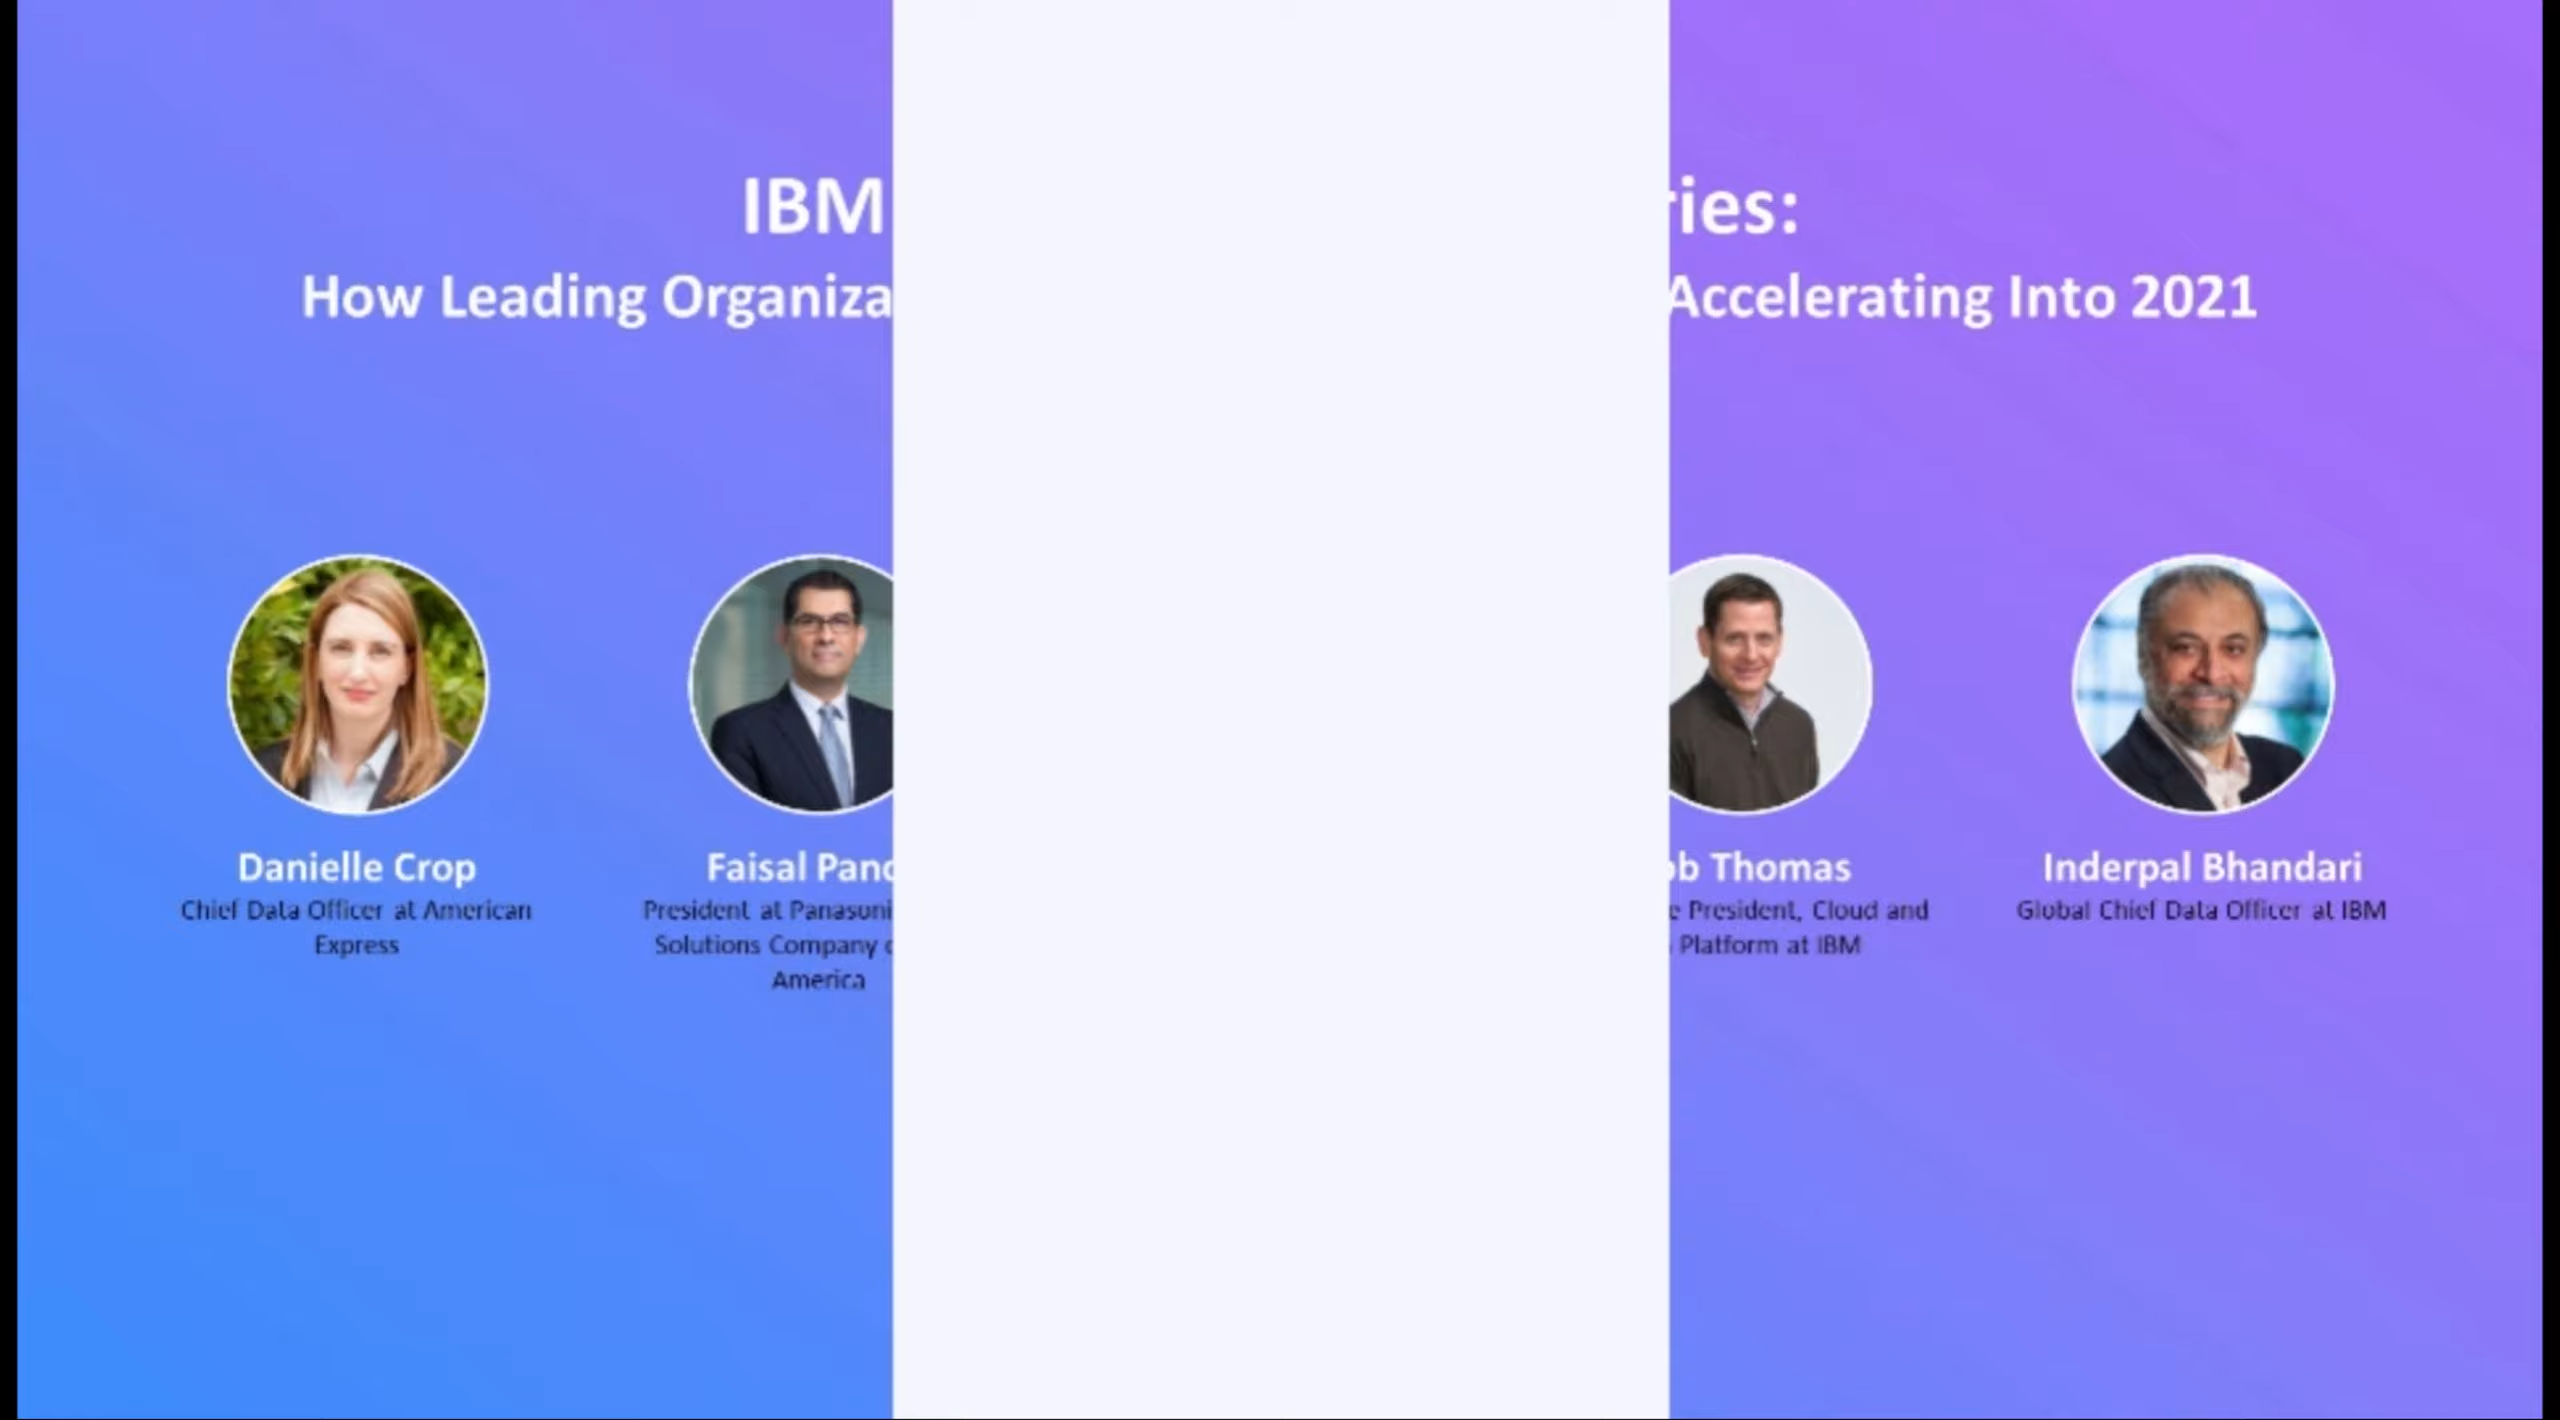 IBM
ries:
How Leading Organiza
Accelerating Into 2021
Danielle Crop
Chief Data Officer at American
Express
Faisal Pand
President at Panasoni
Solutions Company
America
ob Thomas
e President, Cloud and
Platform at IBM
Inderpal Bhandari
Global Chief Data Officer at IBM